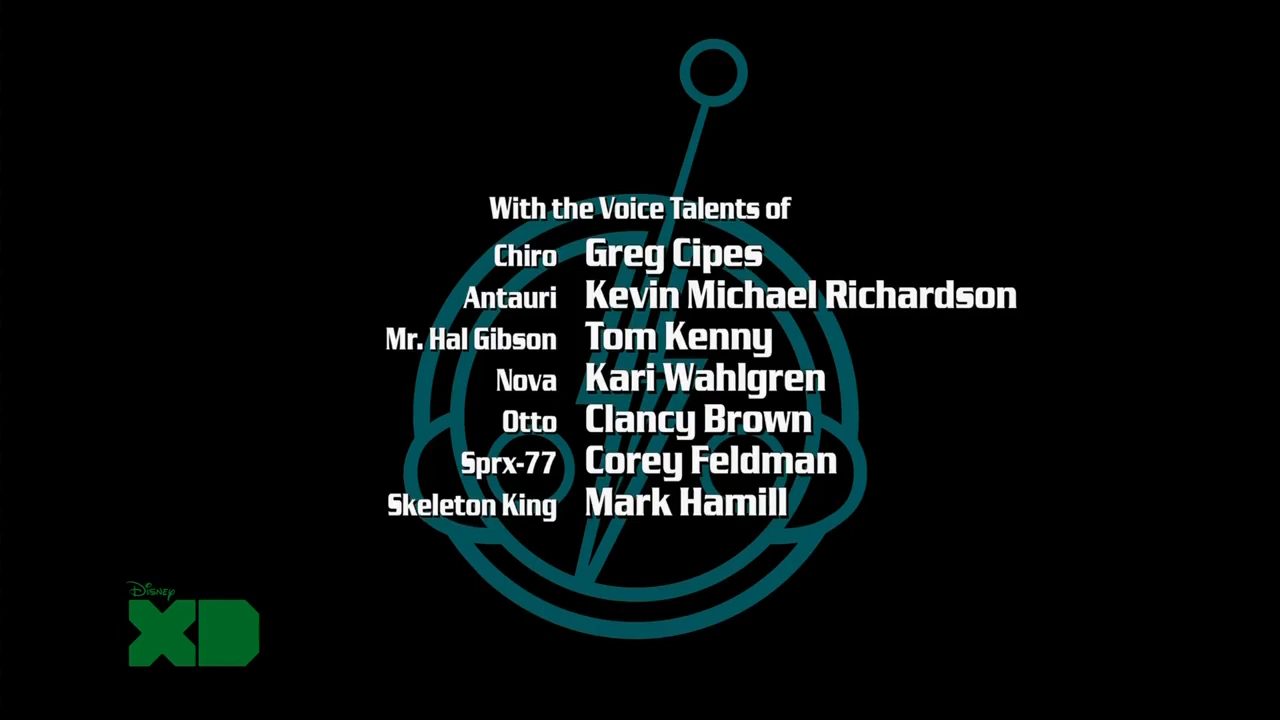 With the Voice Talents of
Chiro Greg Cipes
Antauri Kevin Michael Richardson
Mr. Hal Gibson Tom Kenny
Nova Kari Wahlgren
Otto Clancy Brown
Sprx-77 Corey Feldman
Skeleton King Mark Hamill
Disney
XD